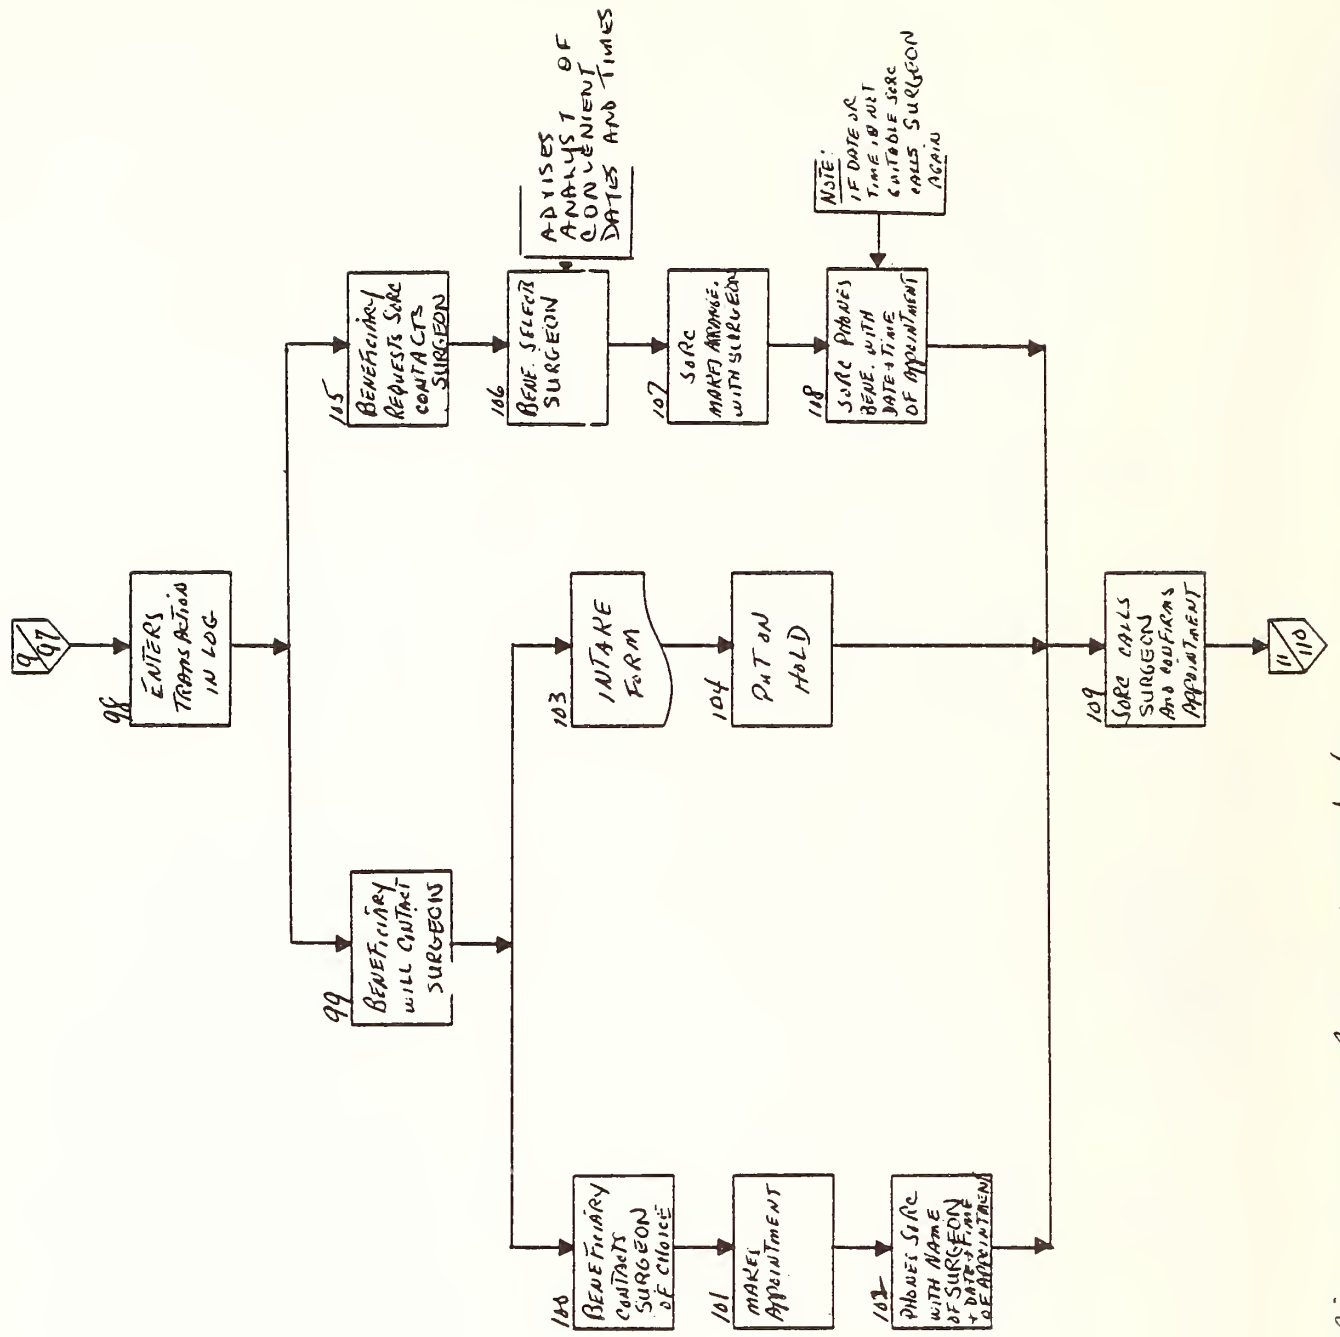 9/97
98
ENTERS
TRANSACTION
IN LOG
99
BENEFICIARY
WILL CONTACT
SURGEON
100
BENEFICIARY
CONTACTS
SURGEON
OF CHOICE
101
MAKES
APPOINTMENT
102
PHONES SORC
WITH NAME
OF SURGEON
+ DATE + TIME
OF APPOINTMENT
103
INTAKE
FORM
104
PUT ON
HOLD
105
BENEFICIARY
REQUESTS SORC
CONTACTS
SURGEON
106
BENE. SELECTS
SURGEON
ADVISES
ANALYST OF
CONVENIENT
DATES AND TIMES
107
SORC
MAKES ARRANGE.
WITH SURGEON
108
SORC PHONES
BENE. WITH
DATE + TIME
OF APPOINTMENT
NOTE:
IF DATE OR
TIME IS NOT
SUITABLE SORC
CALLS SURGEON
AGAIN
109
SORC CALLS
SURGEON
AND CONFIRMS
APPOINTMENT
11/110